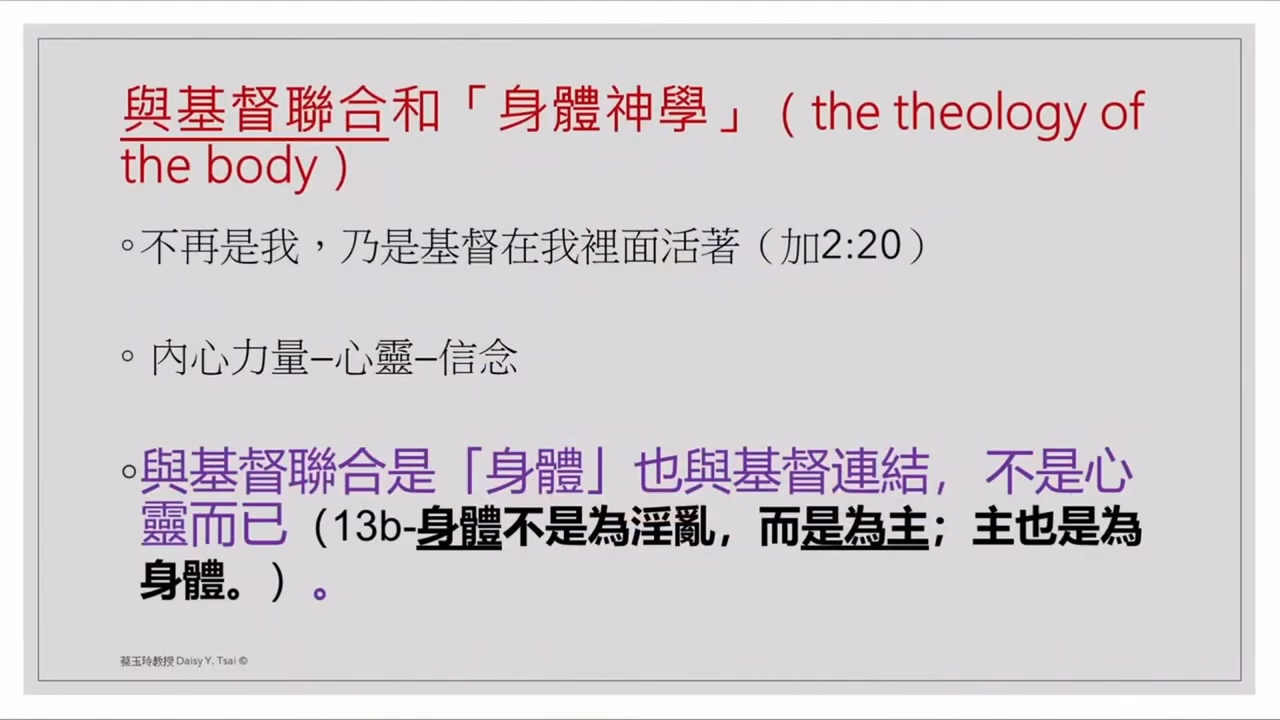 與基督聯合和「身體神學」（the theology of
the body）
◦不再是我，乃是基督在我裡面活著（加2:20）
◦ 內心力量–心靈–信念
◦與基督聯合是「身體」也與基督連結， 不是心
靈而已（13b-身體不是為淫亂，而是為主；主也是為
身體。）。
蔡玉玲教授 Daisy Y. Tsai ©